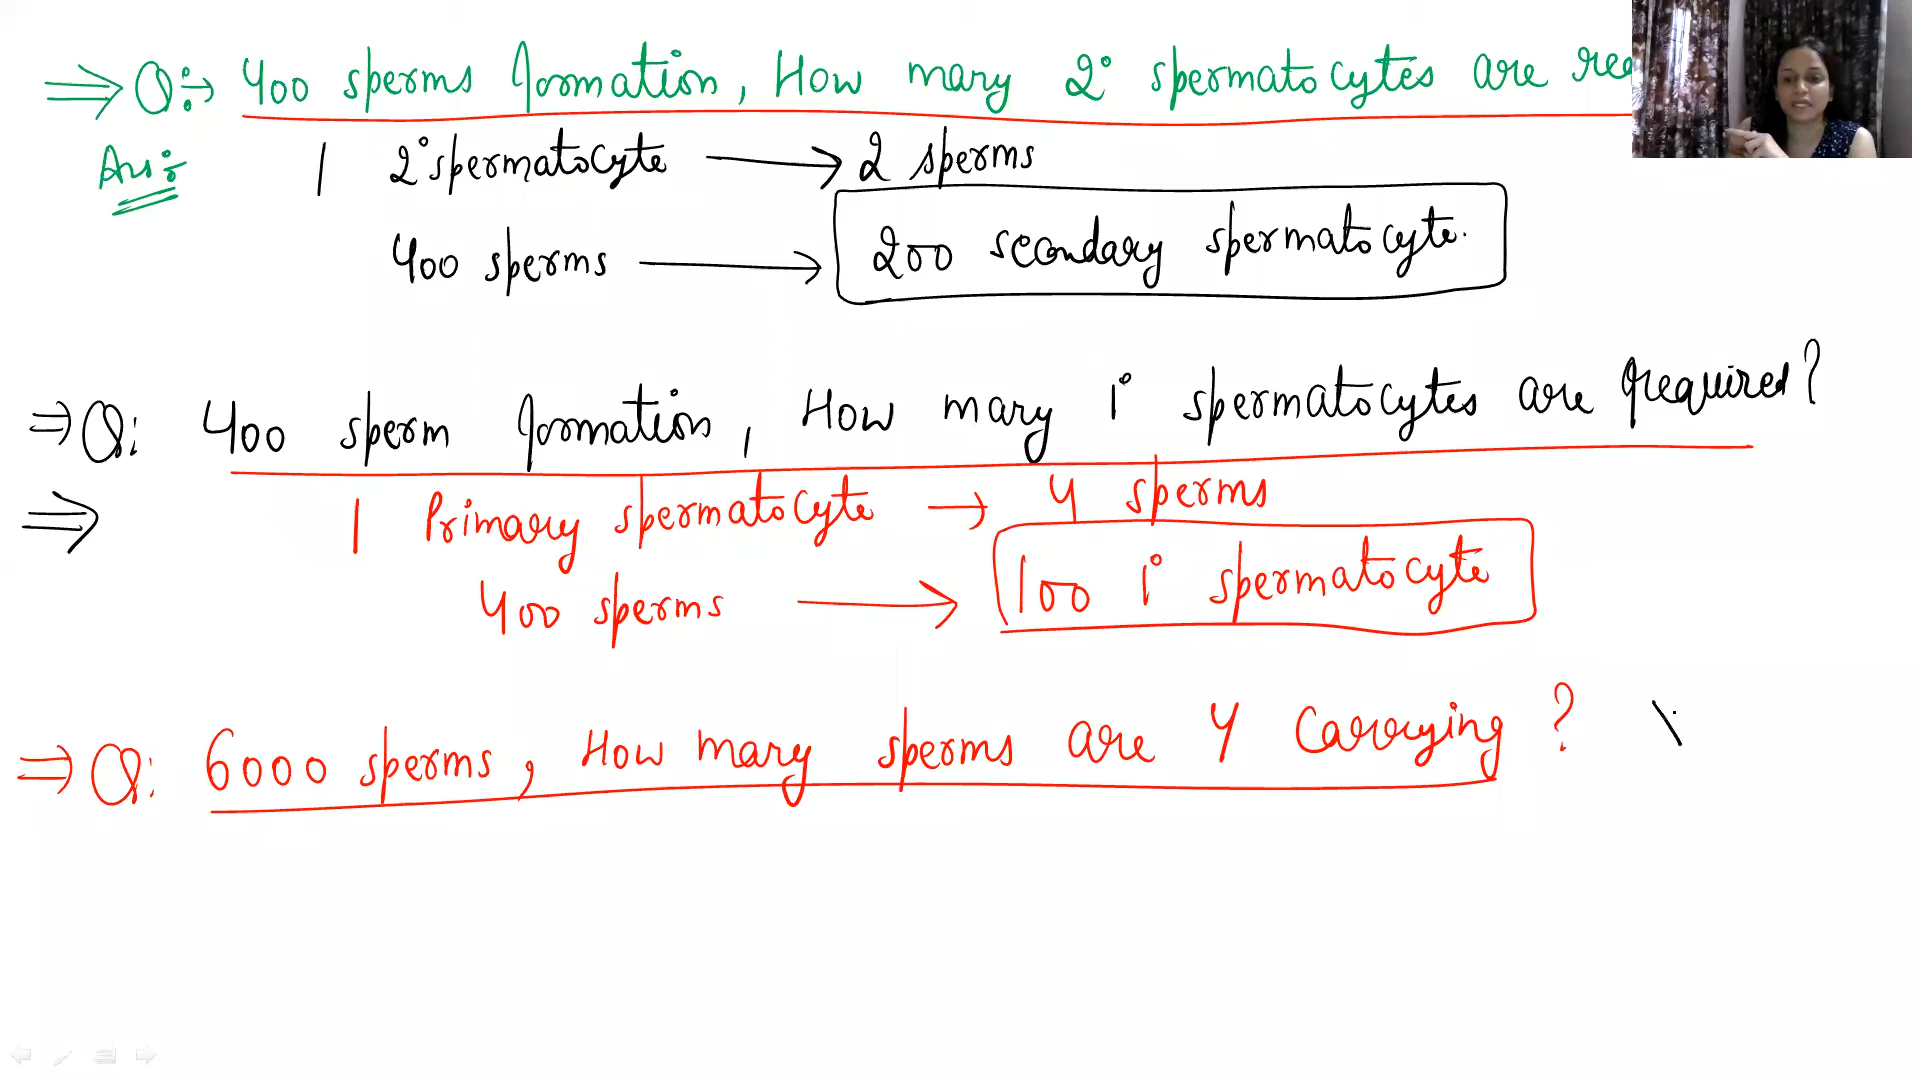 ⇒ Q:→ 400 sperms formation, How many 2° spermatocytes are req
Ans:
1 2° spermatocyte → 2 sperms
400 sperms → 200 secondary spermatocyte.
⇒ Q: 400 sperm formation, How many 1° spermatocytes are required?
⇒ 1 Primary spermatocyte → 4 sperms
400 sperms → 100 1° spermatocyte
⇒ Q: 6000 sperms, How many sperms are Y Carrying?